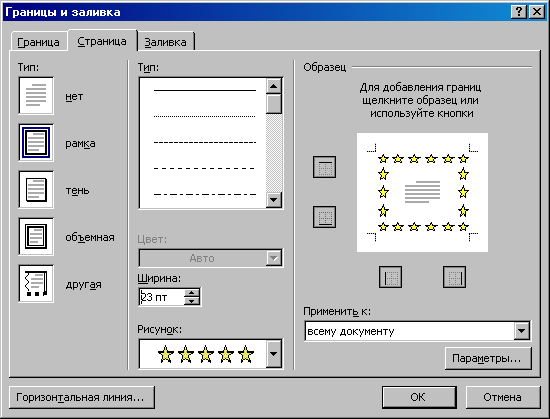 Границы и заливка
Граница
Страница
Заливка
Тип:
нет
рамка
тень
объемная
другая
Тип:
Цвет:
Авто
Ширина:
23 пт
Рисунок:
Образец
Для добавления границ
щелкните образец или
используйте кнопки
Применить к:
всему документу
Параметры...
Горизонтальная линия...
ОК
Отмена